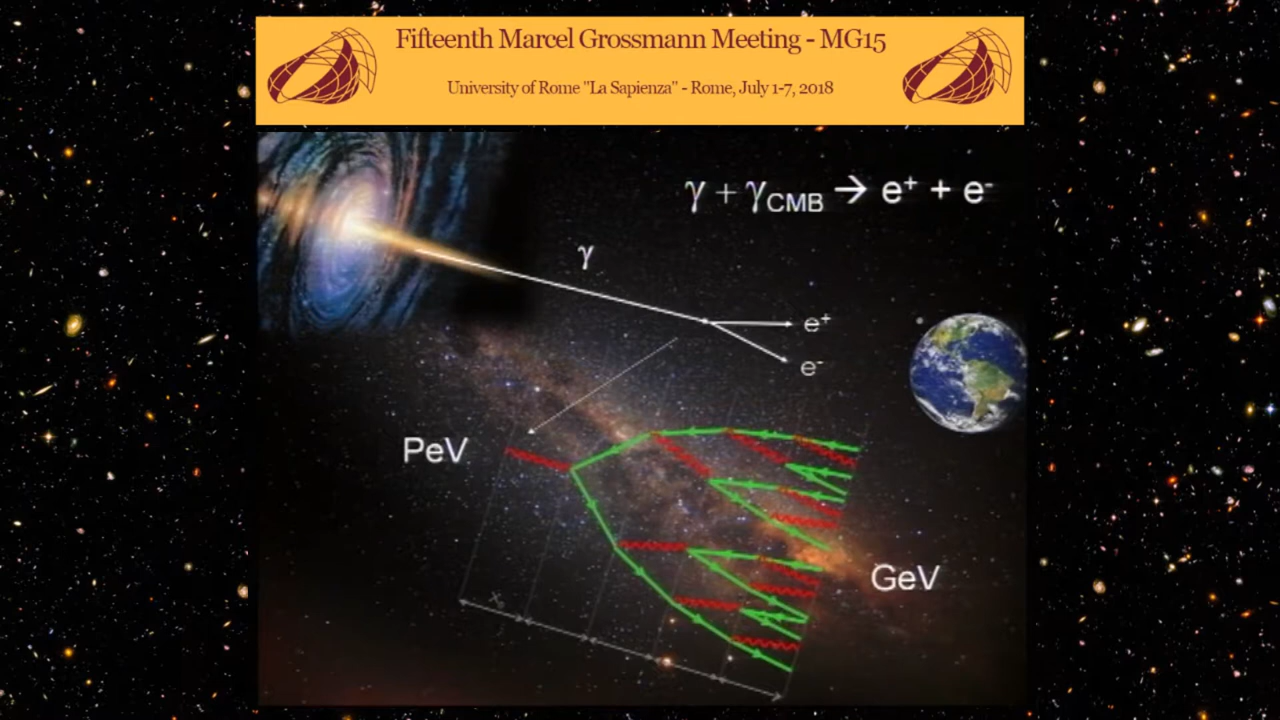 Fifteenth Marcel Grossmann Meeting - MG15
University of Rome "La Sapienza" - Rome, July 1-7, 2018
γ + γCMB → e⁺ + e⁻
γ
e⁺
e⁻
PeV
GeV